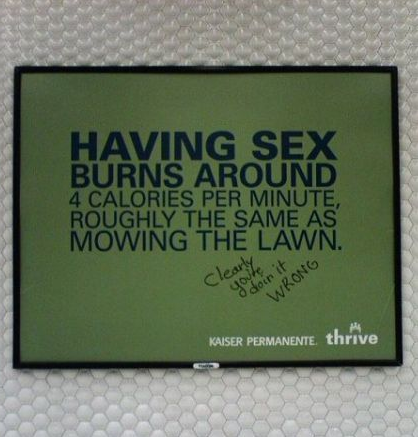 HAVING SEX
BURNS AROUND
4 CALORIES PER MINUTE,
ROUGHLY THE SAME AS
MOWING THE LAWN.
Clearly
you're
doin' it
WRONG
KAISER PERMANENTE. thrive